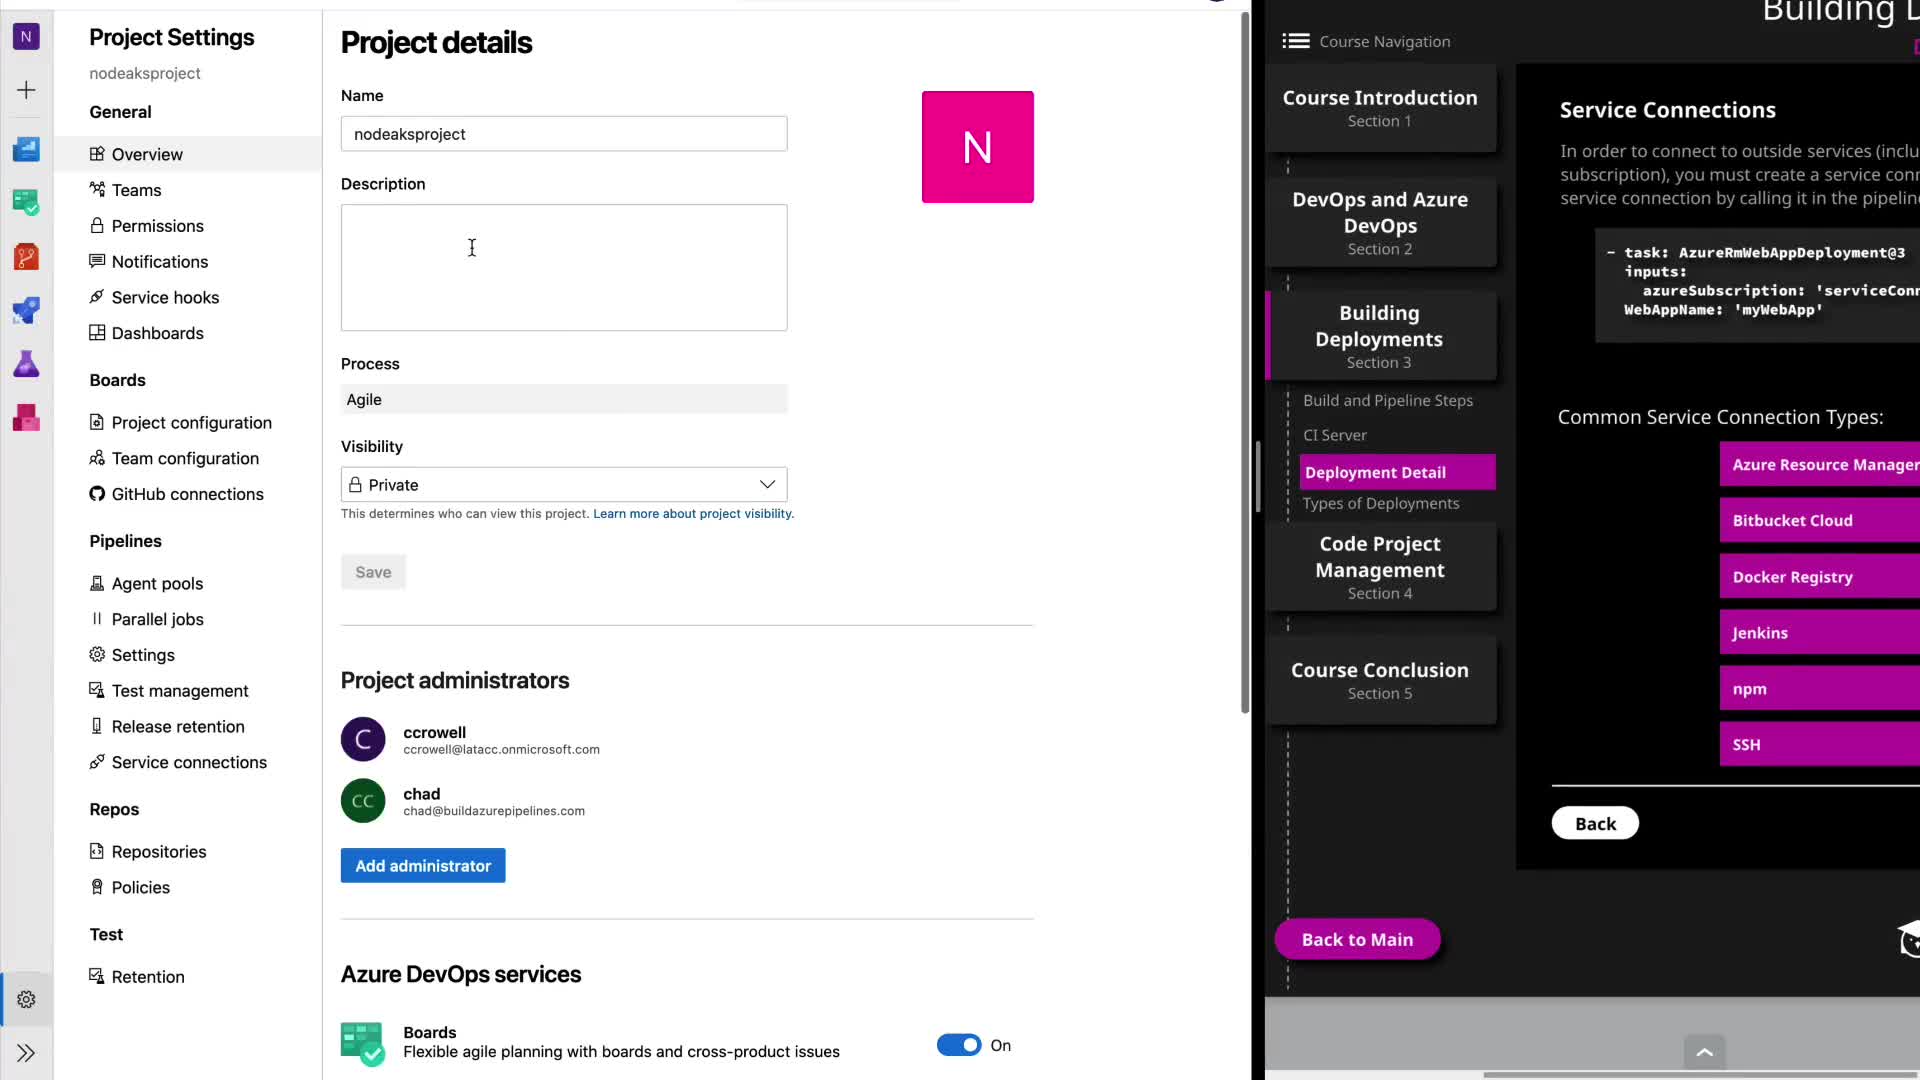 N
Project Settings
nodeaksproject
General
Overview
Teams
Permissions
Notifications
Service hooks
Dashboards
Boards
Project configuration
Team configuration
GitHub connections
Pipelines
Agent pools
Parallel jobs
Settings
Test management
Release retention
Service connections
Repos
Repositories
Policies
Test
Retention
Project details
Name
nodeaksproject
N
Description
Process
Agile
Visibility
Private
This determines who can view this project. Learn more about project visibility.
Save
Project administrators
C
ccrowell
ccrowell@latacc.onmicrosoft.com
CC
chad
chad@buildazurepipelines.com
Add administrator
Azure DevOps services
Boards
Flexible agile planning with boards and cross-product issues
On
Building
Course Navigation
Course Introduction
Section 1
DevOps and Azure
DevOps
Section 2
Building
Deployments
Section 3
Build and Pipeline Steps
CI Server
Deployment Detail
Types of Deployments
Code Project
Management
Section 4
Course Conclusion
Section 5
Back to Main
Service Connections
In order to connect to outside services (inclu
subscription), you must create a service conn
service connection by calling it in the pipelin
- task: AzureRmWebAppDeployment@3
inputs:
azureSubscription: 'serviceConn
WebAppName: 'myWebApp'
Common Service Connection Types:
Azure Resource Manager
Bitbucket Cloud
Docker Registry
Jenkins
npm
SSH
Back